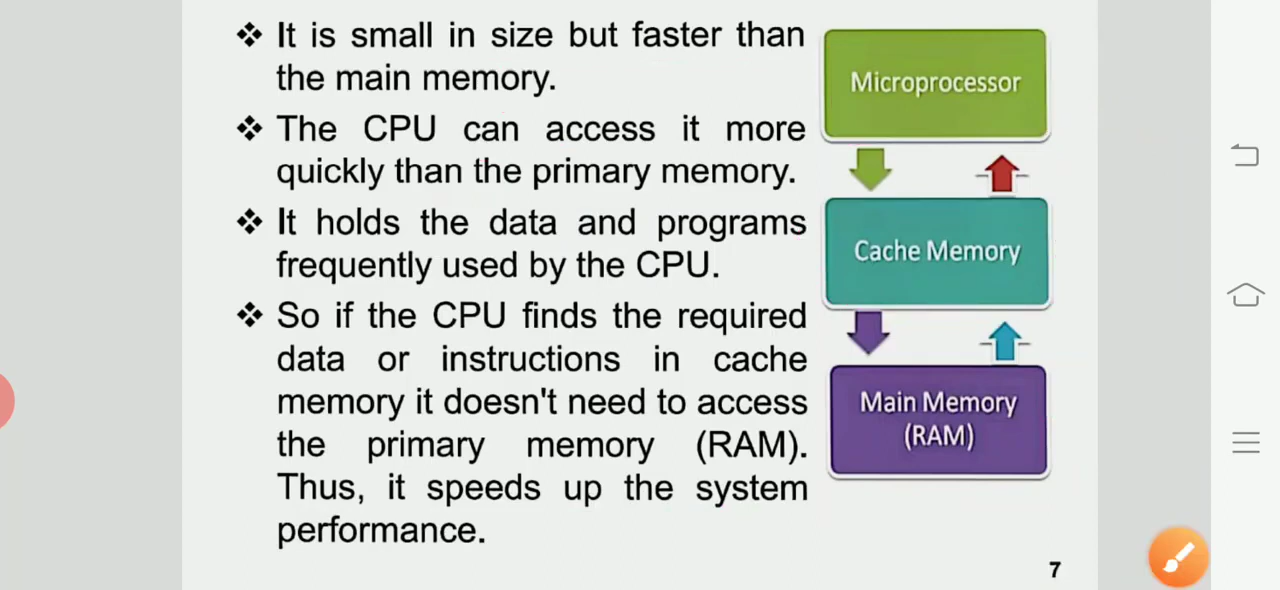 ❖ It is small in size but faster than
the main memory.
❖ The CPU can access it more
quickly than the primary memory.
❖ It holds the data and programs
frequently used by the CPU.
❖ So if the CPU finds the required
data or instructions in cache
memory it doesn't need to access
the primary memory (RAM).
Thus, it speeds up the system
performance.
Microprocessor
Cache Memory
Main Memory
(RAM)
7